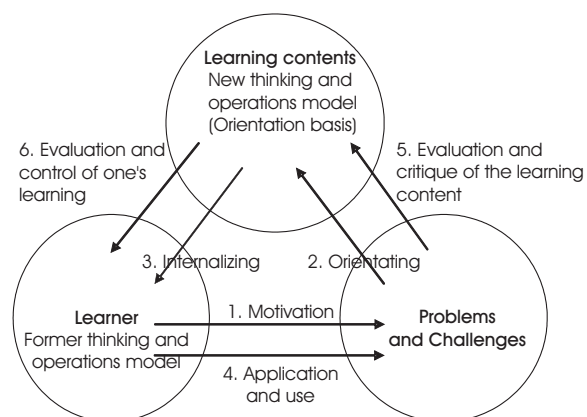 Learning contents
New thinking and
operations model
(Orientation basis)
6. Evaluation and
control of one's
learning
5. Evaluation and
critique of the learning
content
3. Internalizing
2. Orientating
Learner
Former thinking and
operations model
1. Motivation
4. Application
and use
Problems
and Challenges